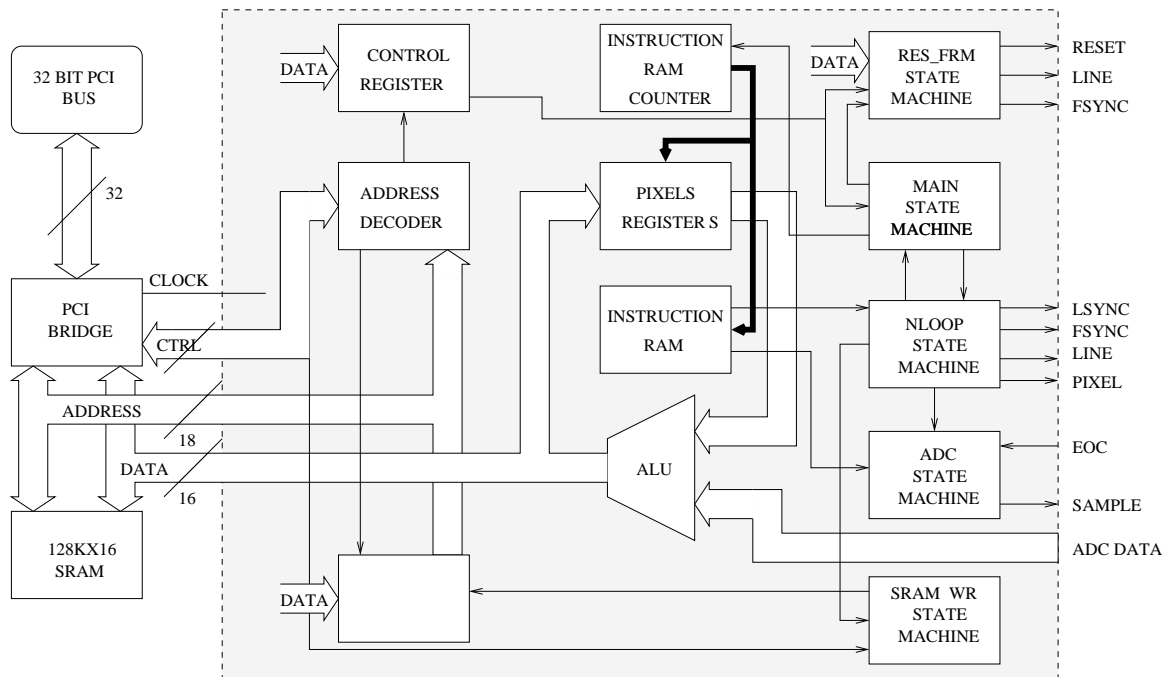 32 BIT PCI
BUS
32
PCI
BRIDGE
CLOCK
CTRL
ADDRESS
18
DATA
16
128KX16
SRAM
DATA
CONTROL
REGISTER
ADDRESS
DECODER
DATA
INSTRUCTION
RAM
COUNTER
PIXELS
REGISTER S
INSTRUCTION
RAM
ALU
DATA
RES_FRM
STATE
MACHINE
MAIN
STATE
MACHINE
NLOOP
STATE
MACHINE
ADC
STATE
MACHINE
SRAM WR
STATE
MACHINE
RESET
LINE
FSYNC
LSYNC
FSYNC
LINE
PIXEL
EOC
SAMPLE
ADC DATA